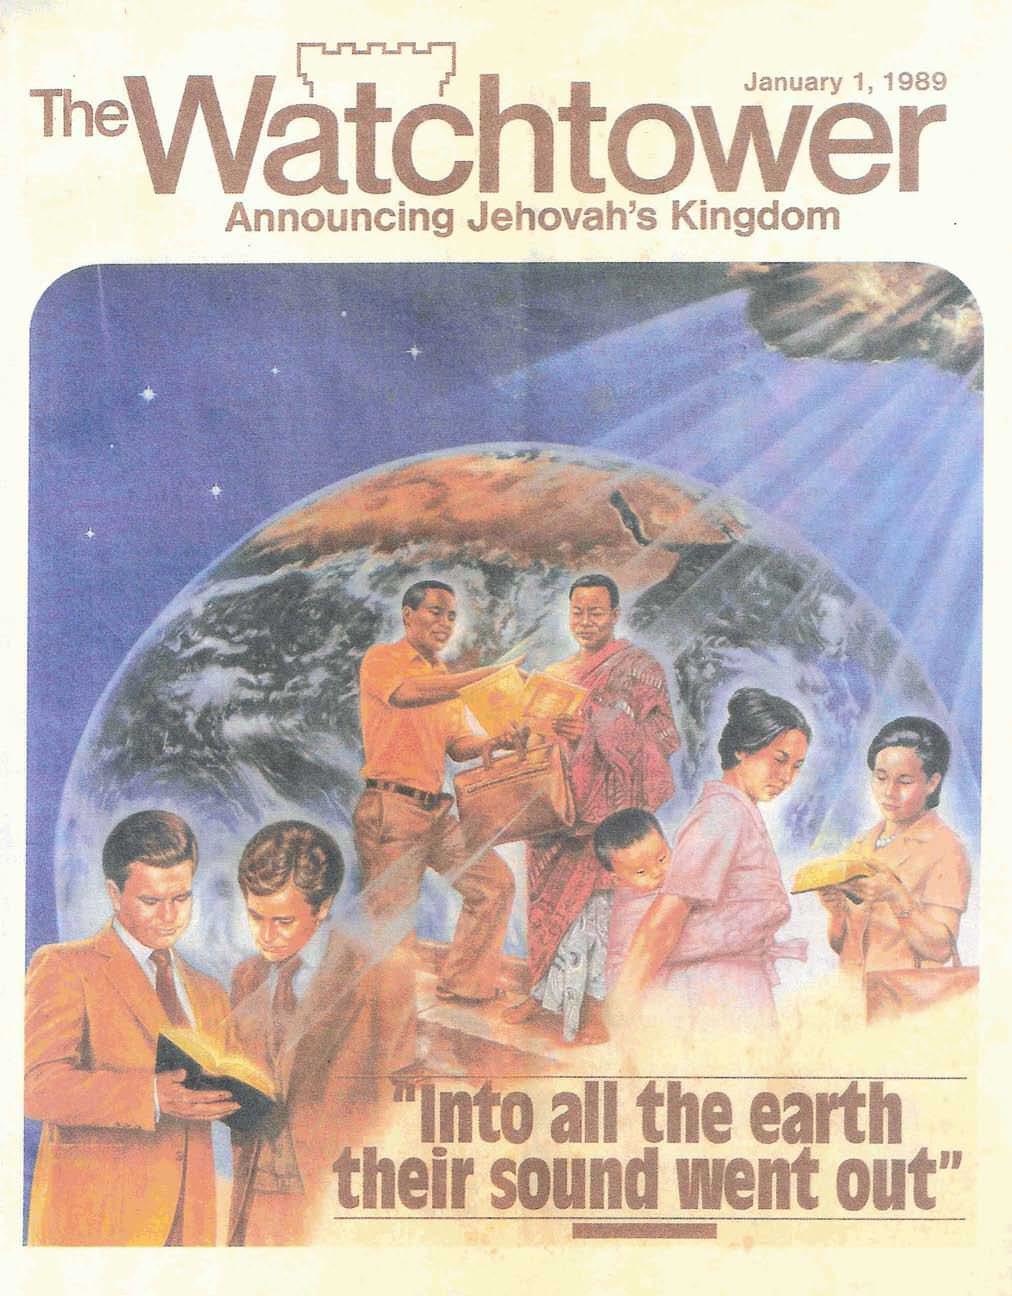 January 1, 1989
The Watchtower
Announcing Jehovah's Kingdom
"Into all the earth
their sound went out"